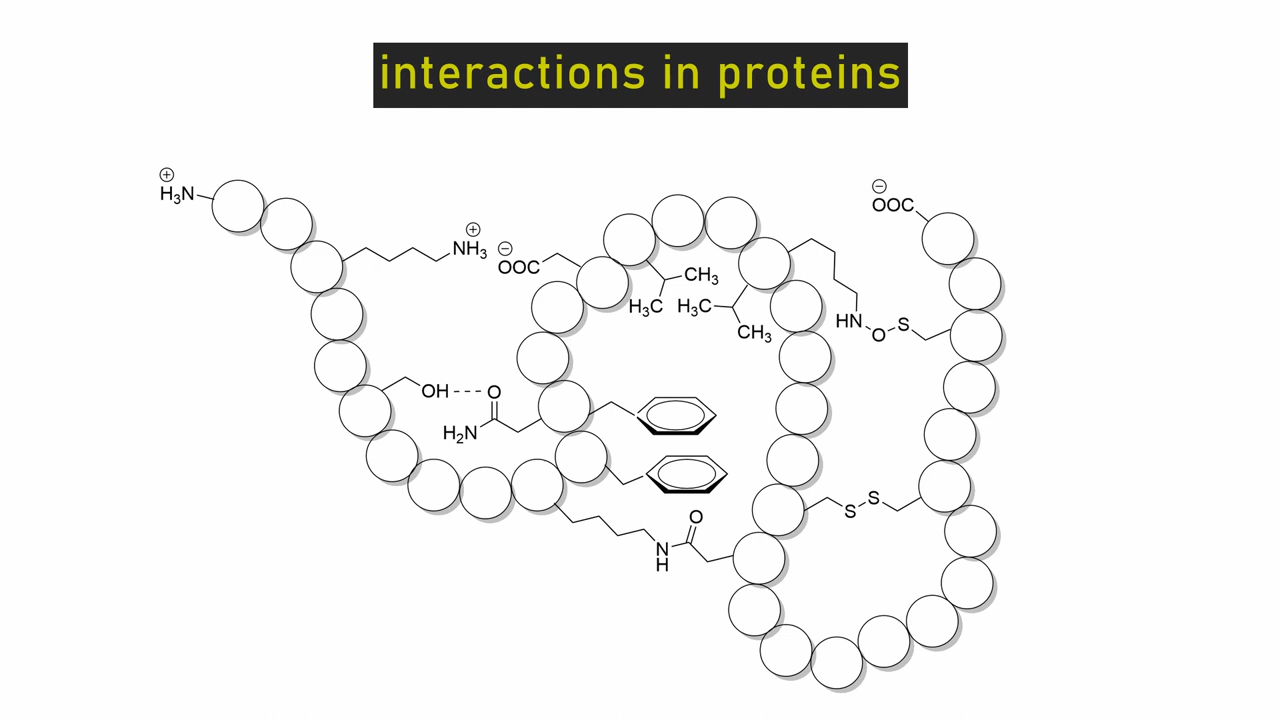 interactions in proteins
⊕
H₃N
⊖
OOC
⊕
NH₃
⊖
OOC
CH₃
H₃C
H₃C
CH₃
HN
O
S
OH
O
H₂N
S
S
O
N
H